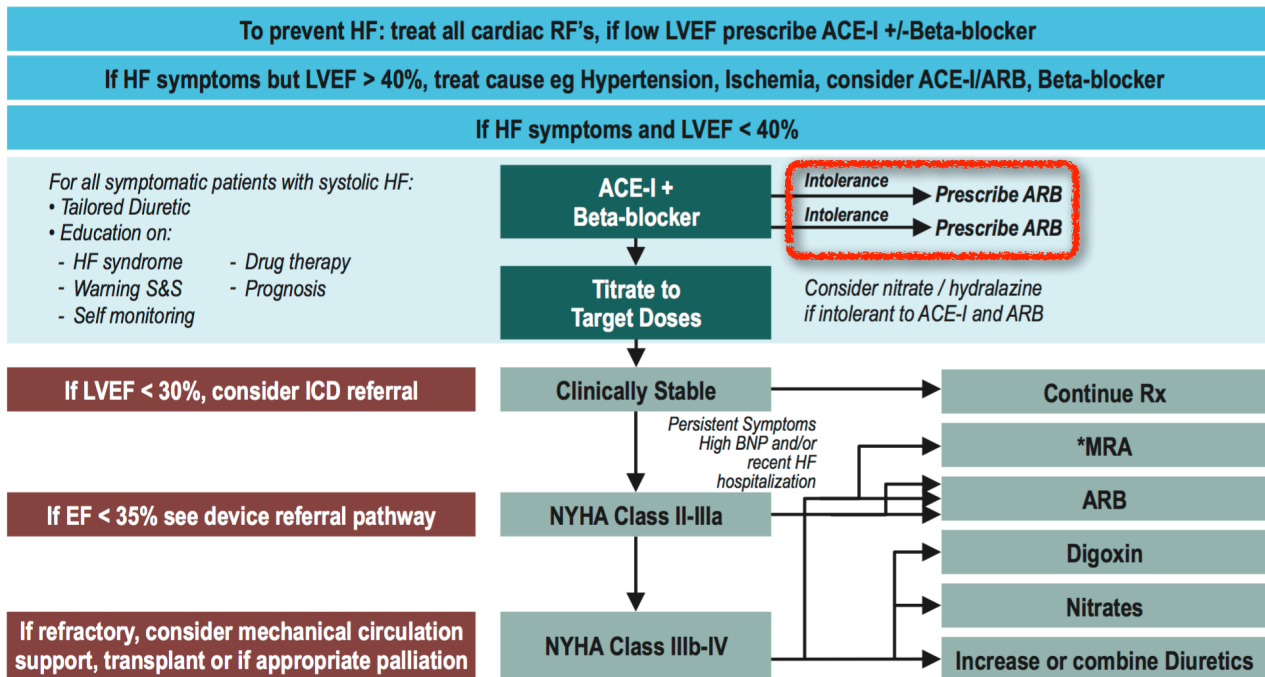 To prevent HF: treat all cardiac RF's, if low LVEF prescribe ACE-I +/-Beta-blocker
If HF symptoms but LVEF > 40%, treat cause eg Hypertension, Ischemia, consider ACE-I/ARB, Beta-blocker
If HF symptoms and LVEF < 40%
For all symptomatic patients with systolic HF:
• Tailored Diuretic
• Education on:
- HF syndrome
- Drug therapy
- Warning S&S
- Prognosis
- Self monitoring
ACE-I +
Beta-blocker
Intolerance
Prescribe ARB
Intolerance
Prescribe ARB
Titrate to
Target Doses
Consider nitrate / hydralazine
if intolerant to ACE-I and ARB
If LVEF < 30%, consider ICD referral
Clinically Stable
Continue Rx
Persistent Symptoms
High BNP and/or
recent HF
hospitalization
*MRA
ARB
If EF < 35% see device referral pathway
NYHA Class II-IIIa
Digoxin
Nitrates
If refractory, consider mechanical circulation
support, transplant or if appropriate palliation
NYHA Class IIIb-IV
Increase or combine Diuretics